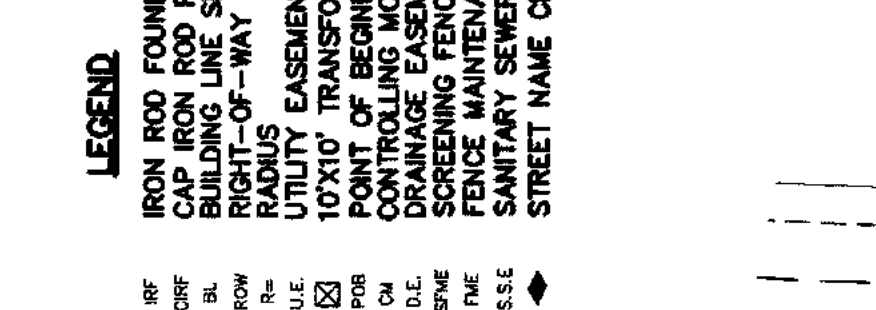 LEGEND
IRF IRON ROD FOUN
CIRF CAP IRON ROD
BL BUILDING LINE
ROW RIGHT-OF-WAY
R= RADIUS
U.E. UTILITY EASEMEN
10'X10' TRANSFO
POB POINT OF BEGIN
CM CONTROLLING MO
D.E. DRAINAGE EASEM
SFME SCREENING FENC
FME FENCE MAINTENA
S.S.E SANITARY SEWER
STREET NAME C